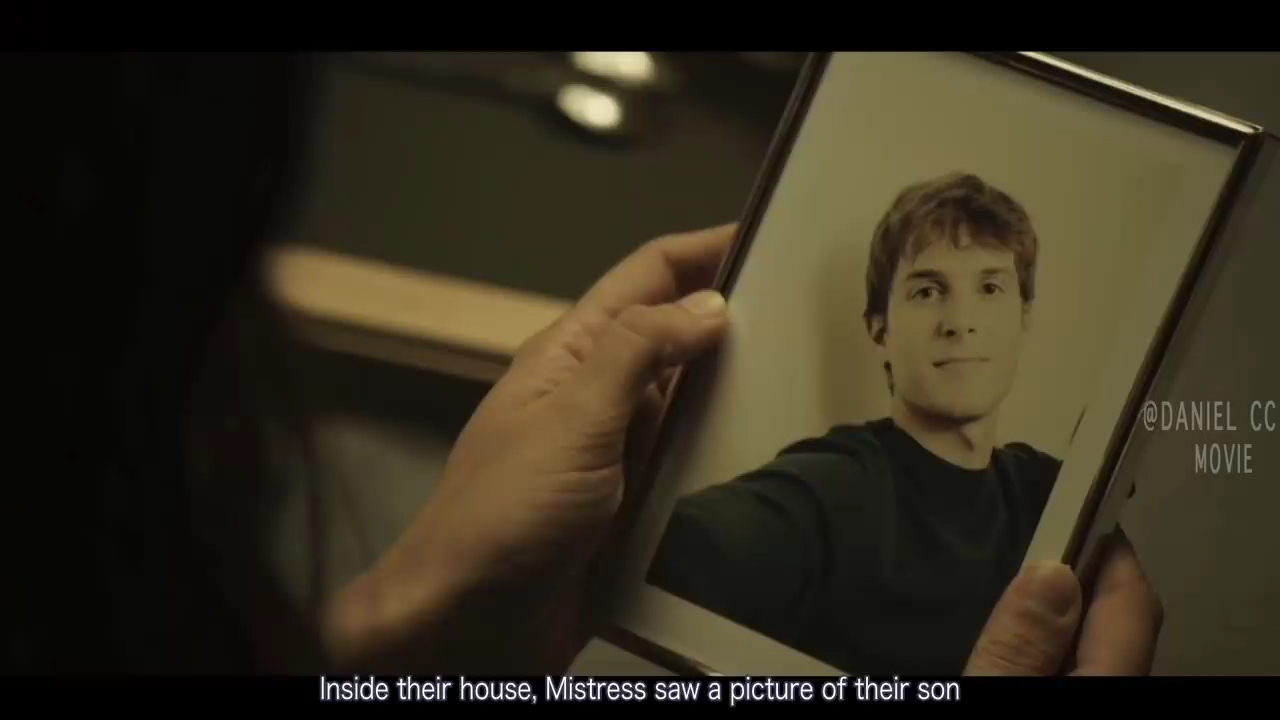 @DANIEL CC
MOVIE
Inside their house, Mistress saw a picture of their son